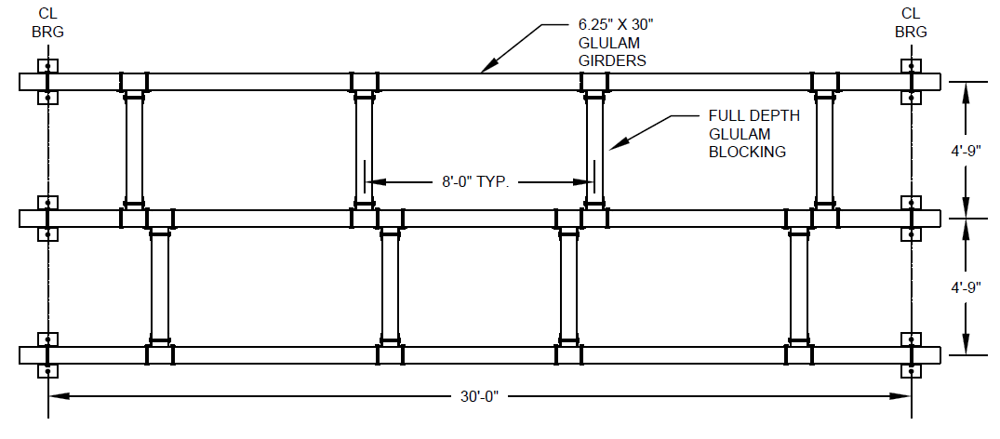 CL
BRG
6.25" X 30"
GLULAM
GIRDERS
CL
BRG
FULL DEPTH
GLULAM
BLOCKING
4'-9"
8'-0" TYP.
4'-9"
30'-0"